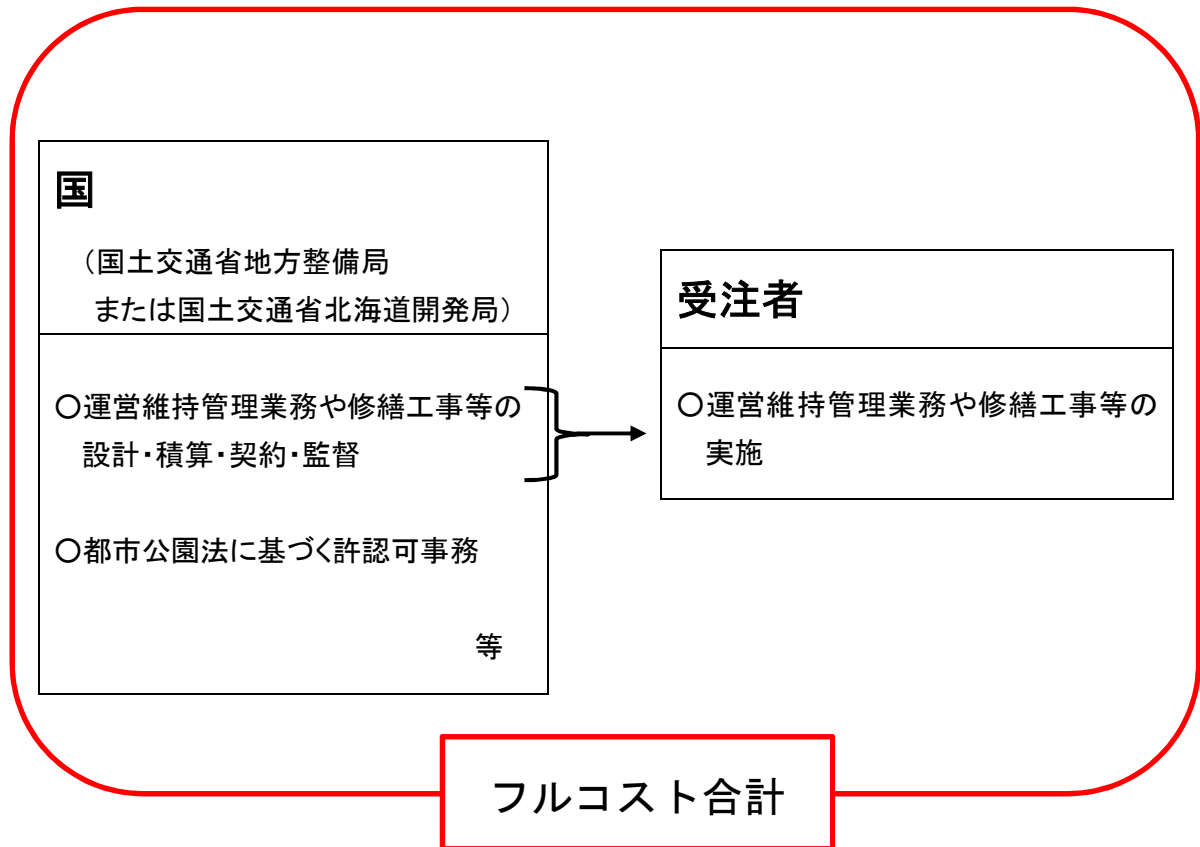 国
（国土交通省地方整備局
または国土交通省北海道開発局）
○運営維持管理業務や修繕工事等の
設計・積算・契約・監督
○都市公園法に基づく許認可事務
等
受注者
○運営維持管理業務や修繕工事等の
実施
フルコスト合計